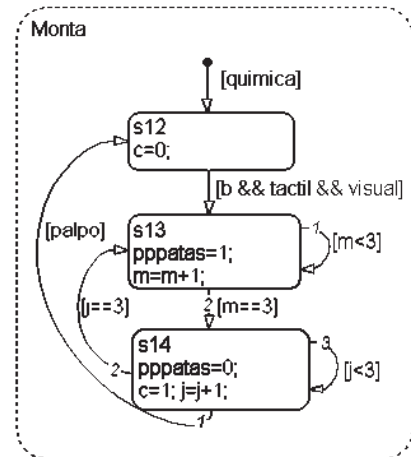 Monta
[quimica]
s12
c=0;
[b && tactil && visual]
[palpo]
s13
pppatas=1;
m=m+1;
1
[m<3]
[j==3]
2 [m==3]
s14
pppatas=0;
c=1; j=j+1;
2
3
[j<3]
1